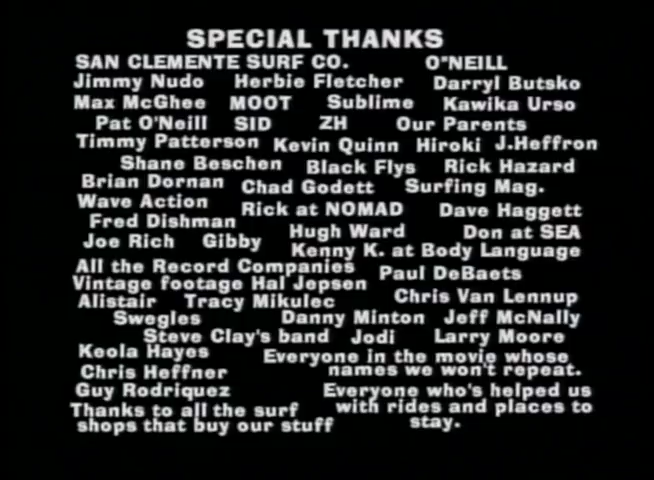 SPECIAL THANKS
SAN CLEMENTE SURF CO. O"NEILL
Jimmy Nudo Herbie Fletcher Darryl Butsko
Max McGhee MOOT Sublime Kawika Urso
Pat O'Neill SID ZH Our Parents
Timmy Patterson Kevin Quinn Hiroki J.Heffron
Shane Beschen Black Flys Rick Hazard
Brian Dornan Chad Godett Surfing Mag.
Wave Action Rick at NOMAD Dave Haggett
Fred Dishman Hugh Ward Don at SEA
Joe Rich Gibby Kenny K. at Body Language
All the Record Companies Paul DeBaets
Vintage footage Hal Jepsen
Alistair Tracy Mikulec Chris Van Lennup
Swegles Danny Minton Jeff McNally
Steve Clay's band Jodi Larry Moore
Keola Hayes Everyone in the movie whose
Chris Heffner names we won't repeat.
Guy Rodriquez Everyone who's helped us
Thanks to all the surf with rides and places to
shops that buy our stuff stay.